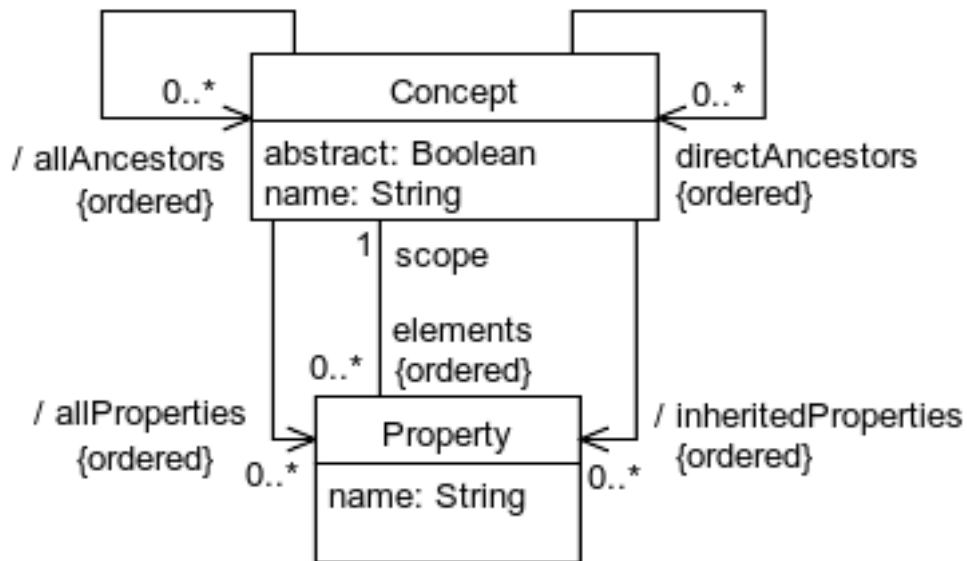 0..*
Concept
0..*
/ allAncestors
{ordered}
abstract: Boolean
name: String
directAncestors
{ordered}
1
scope
elements
{ordered}
0..*
/ allProperties
{ordered}
0..*
Property
name: String
/ inheritedProperties
{ordered}
0..*